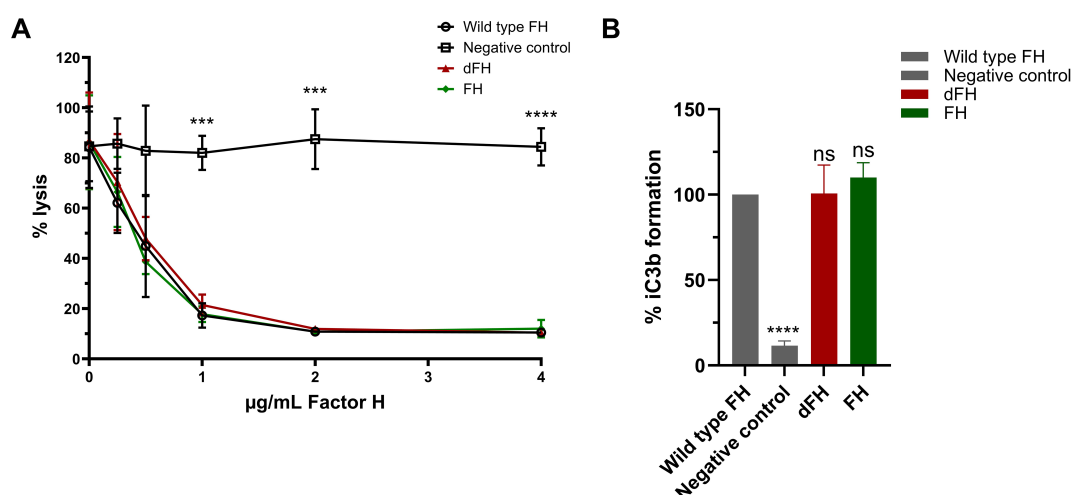 A
Wild type FH
Negative control
dFH
FH
120
100
80
60
40
20
0
% lysis
***
***
****
0
1
2
3
4
µg/mL Factor H
B
Wild type FH
Negative control
dFH
FH
150
100
50
0
% iC3b formation
****
ns
ns
Wild type FH
Negative control
dFH
FH